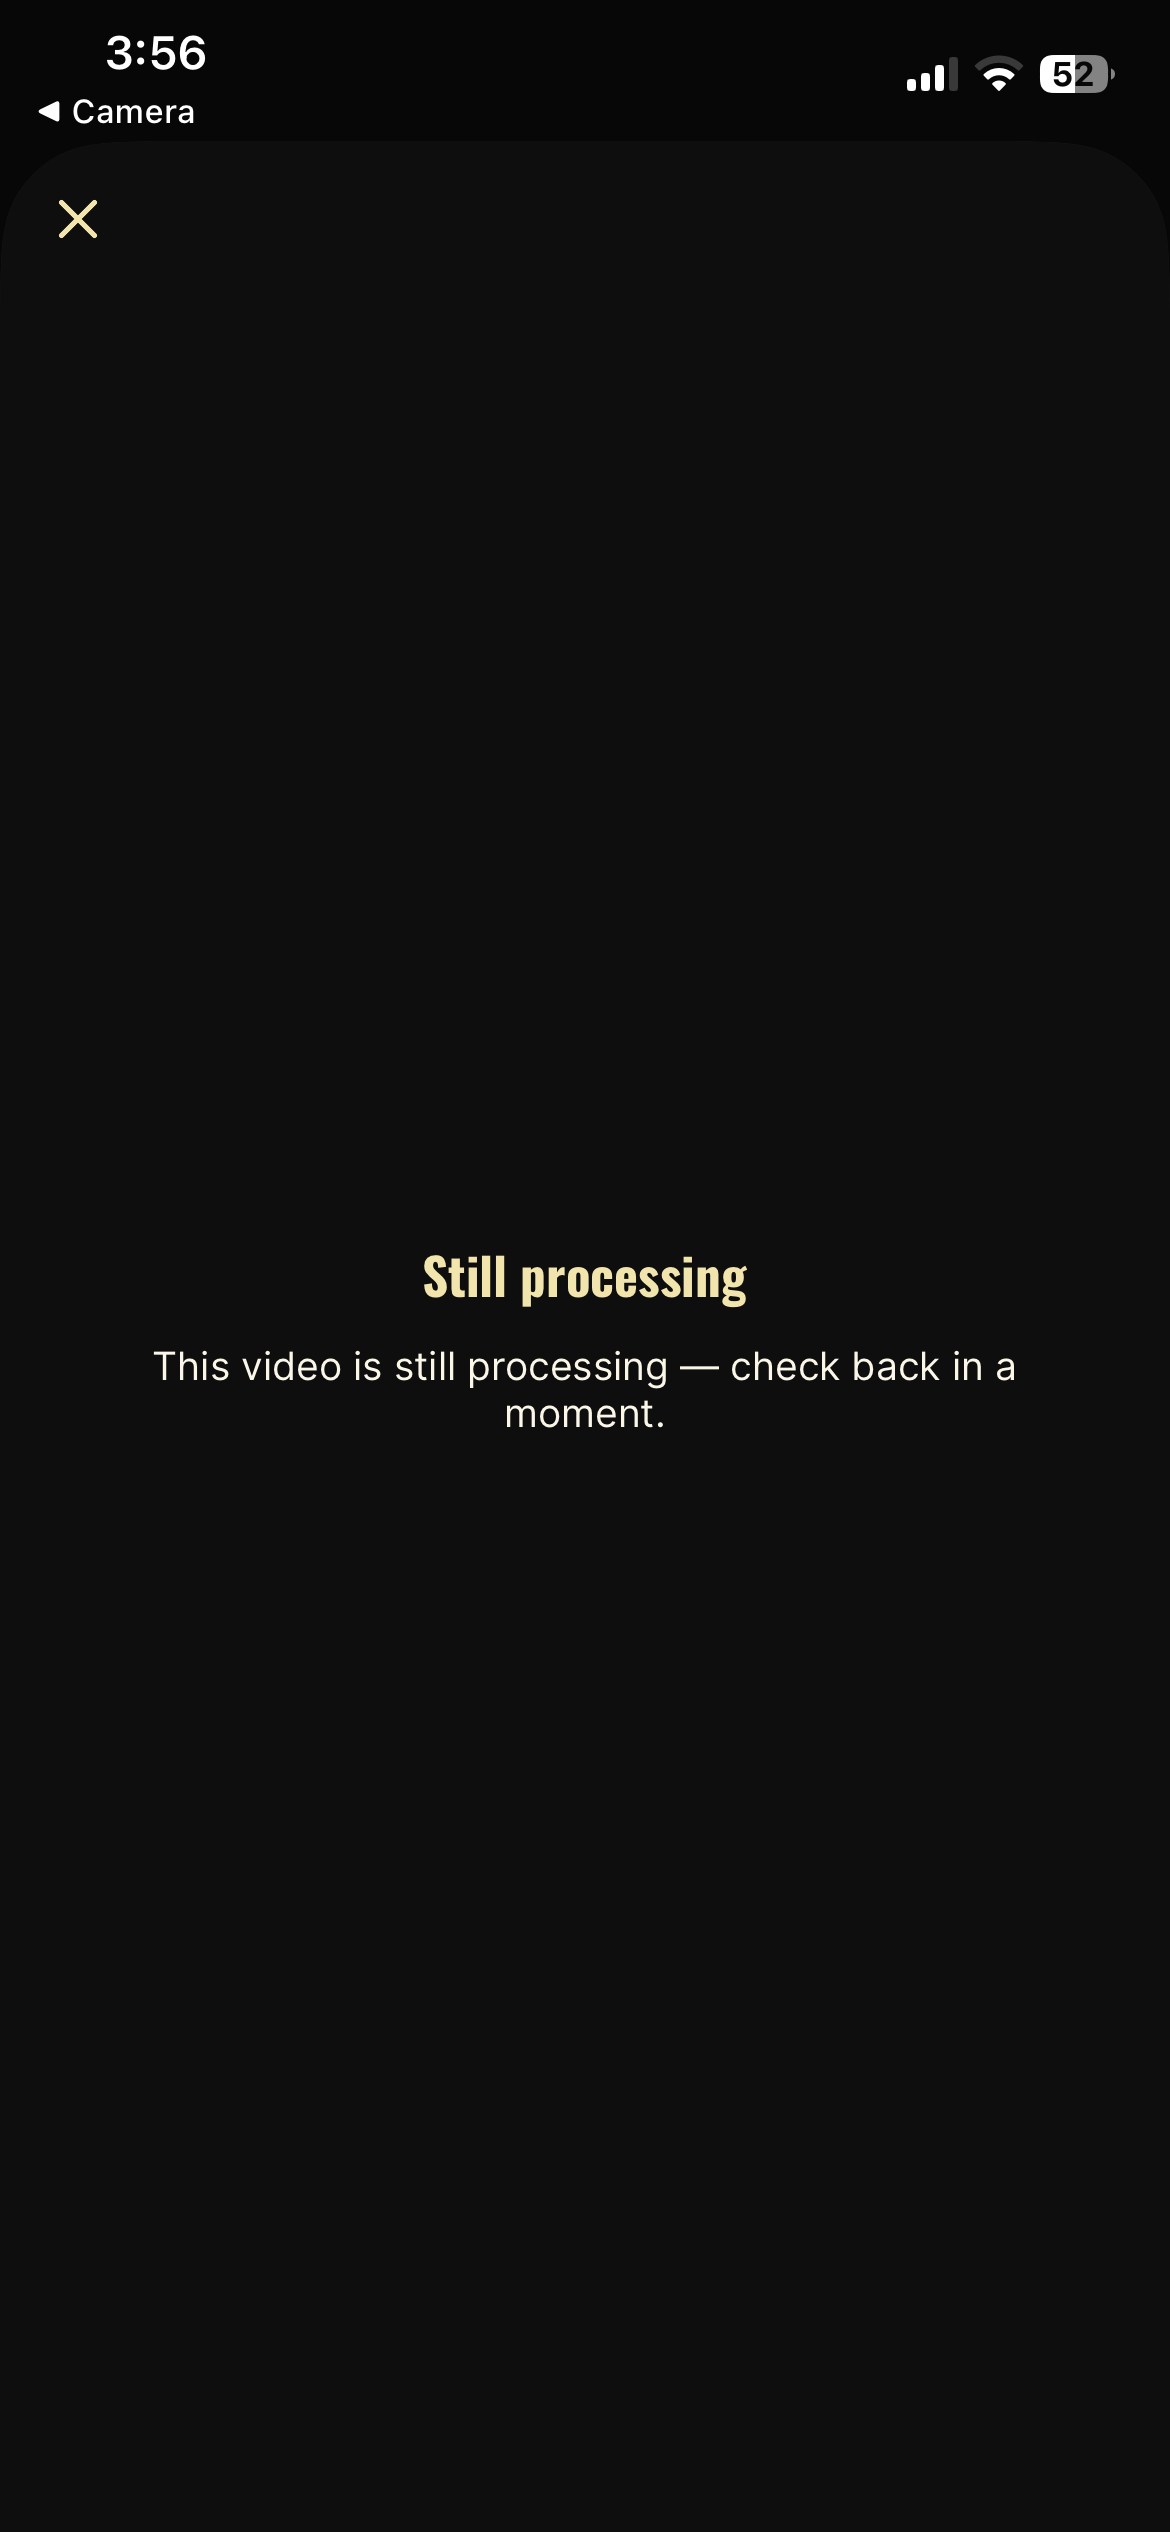 3:56
Camera
52
Still processing
This video is still processing — check back in a
moment.